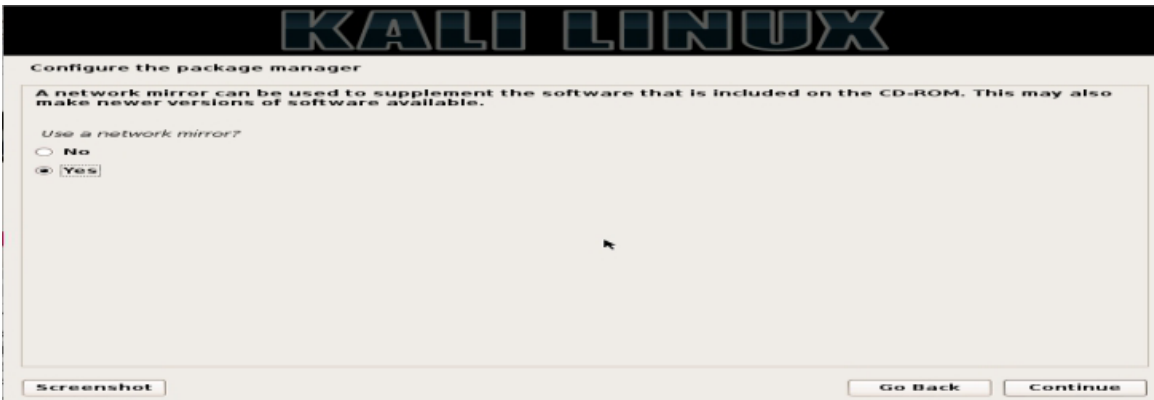 KALI LINUX
Configure the package manager
A network mirror can be used to supplement the software that is included on the CD-ROM. This may also
make newer versions of software available.
Use a network mirror?
No
Yes
Screenshot
Go Back
Continue